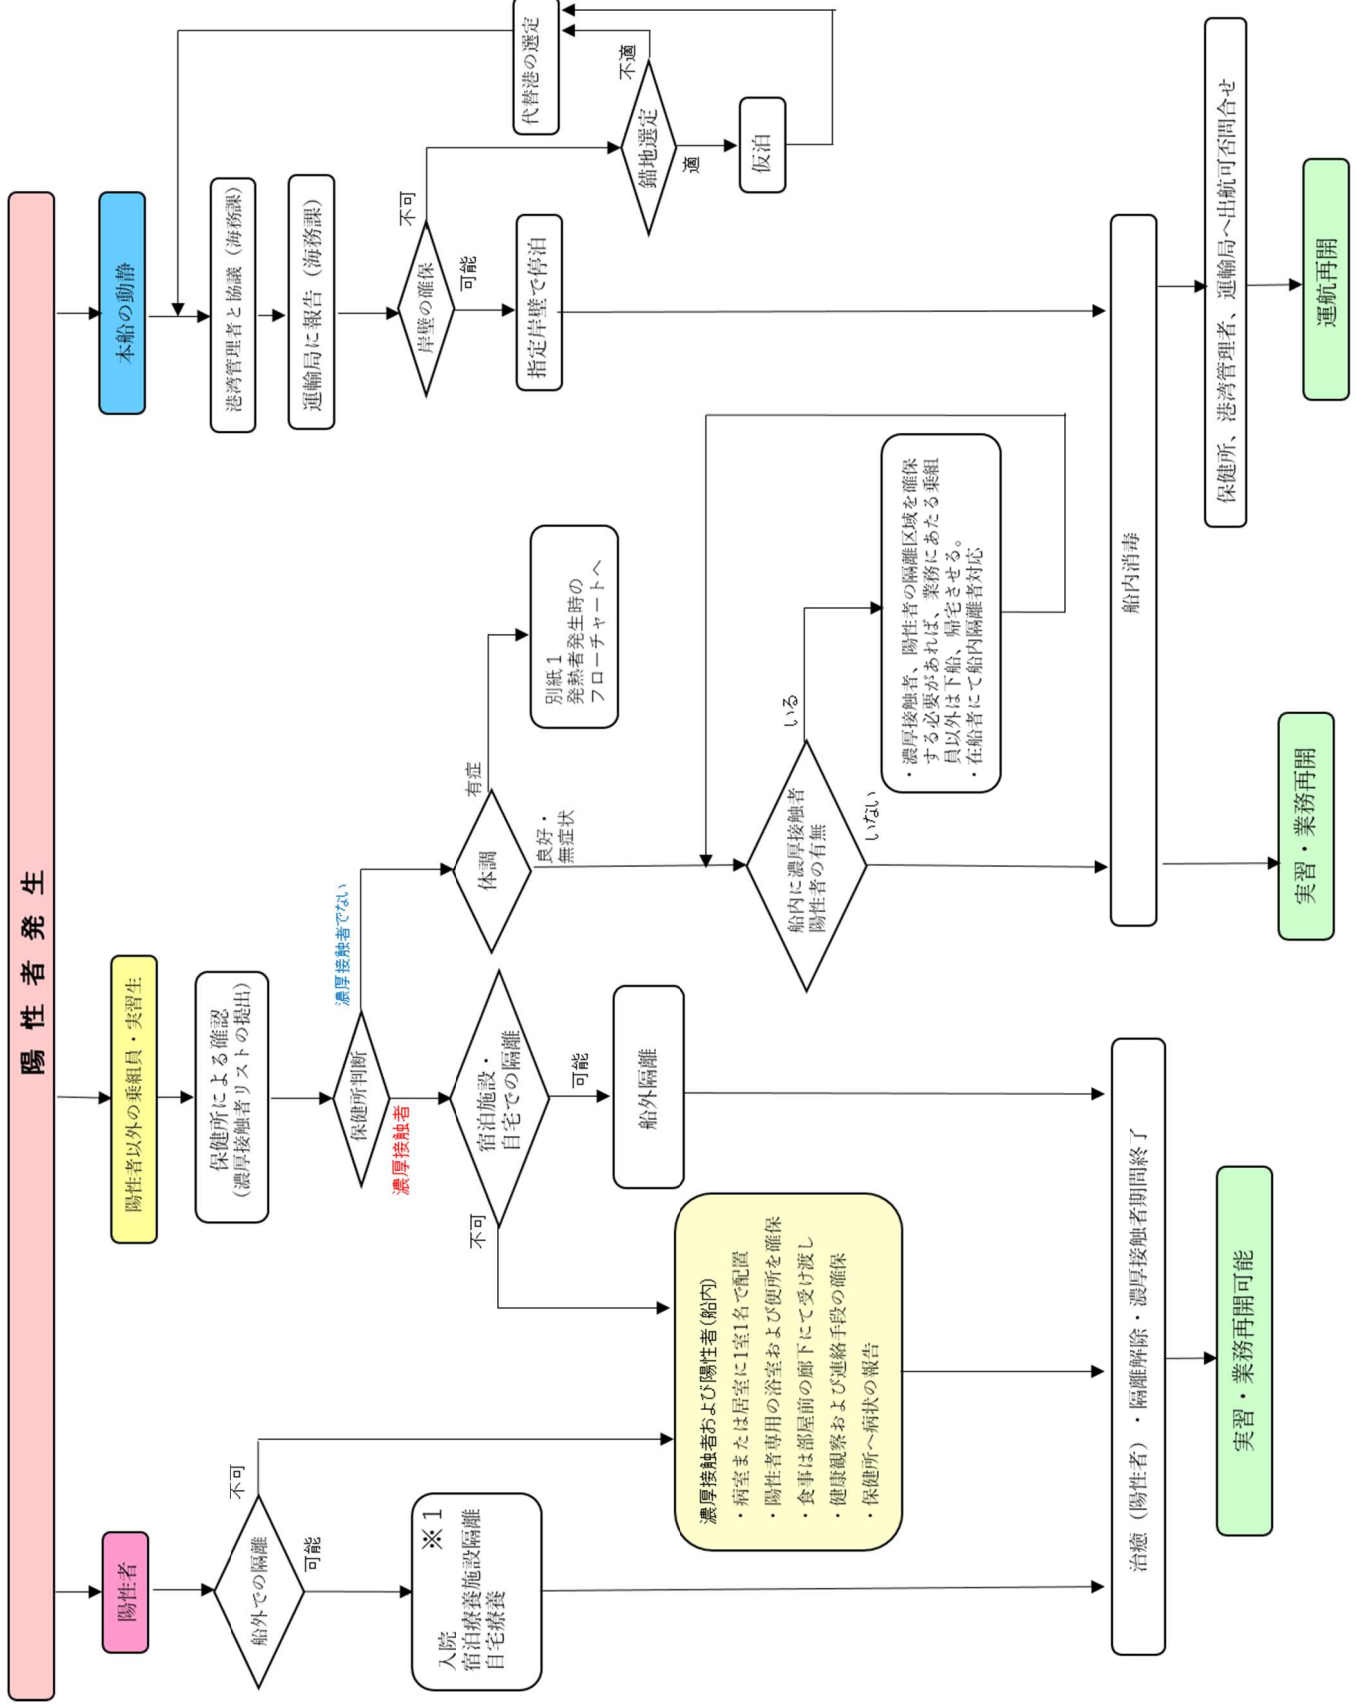 陽 性 者 発 生
陽性者
船外での隔離
不可
可能
入院 ※1
宿泊療養施設隔離
自宅療養
陽性者以外の乗組員・実習生
保健所による確認
(濃厚接触者リストの提出)
保健所判断
濃厚接触者でない
濃厚接触者
宿泊施設・
自宅での隔離
不可
可能
船外隔離
濃厚接触者および陽性者(船内)
・病室または居室に1室1名で配置
・陽性者専用の浴室および便所を確保
・食事は部屋前の廊下にて受け渡し
・健康観察および連絡手段の確保
・保健所へ病状の報告
治癒（陽性者）・隔離解除・濃厚接触者期間終了
実習・業務再開可能
体調
有症
良好・
無症状
別紙１
発熱者発生時の
フローチャートへ
船内に濃厚接触者
陽性者の有無
いる
いない
・濃厚接触者、陽性者の隔離区域を確保
する必要があれば、業務にあたる乗組
員以外は下船、帰宅させる。
・在船者にて船内隔離者対応
本船の動静
港湾管理者と協議（海務課）
運輸局に報告（海務課）
岸壁の確保
不可
可能
指定岸壁で停泊
錨地選定
不適
適
代替港の選定
仮泊
船内消毒
実習・業務再開
保健所、港湾管理者、運輸局へ出航可否問合せ
運航再開